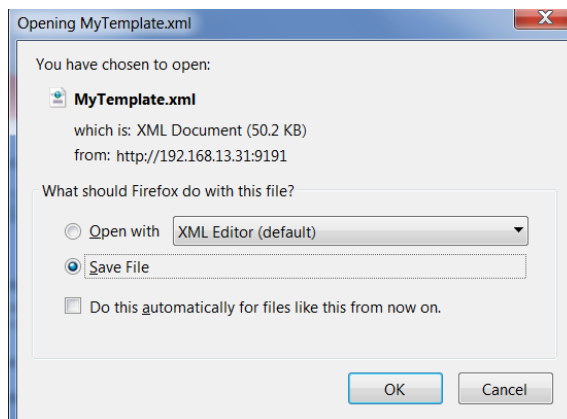 Opening MyTemplate.xml
You have chosen to open:
MyTemplate.xml
which is: XML Document (50.2 KB)
from: http://192.168.13.31:9191
What should Firefox do with this file?
Open with XML Editor (default)
Save File
Do this automatically for files like this from now on.
OK Cancel